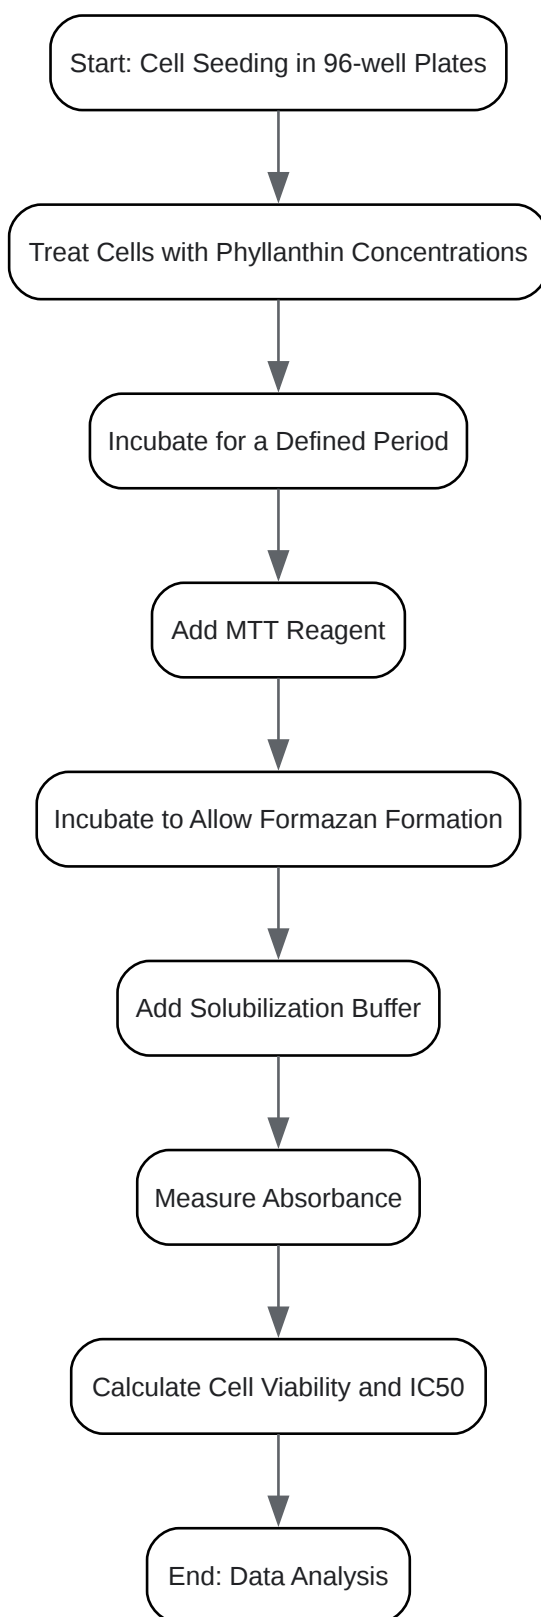 Start: Cell Seeding in 96-well Plates
Treat Cells with Phyllanthin Concentrations
Incubate for a Defined Period
Add MTT Reagent
Incubate to Allow Formazan Formation
Add Solubilization Buffer
Measure Absorbance
Calculate Cell Viability and IC50
End: Data Analysis